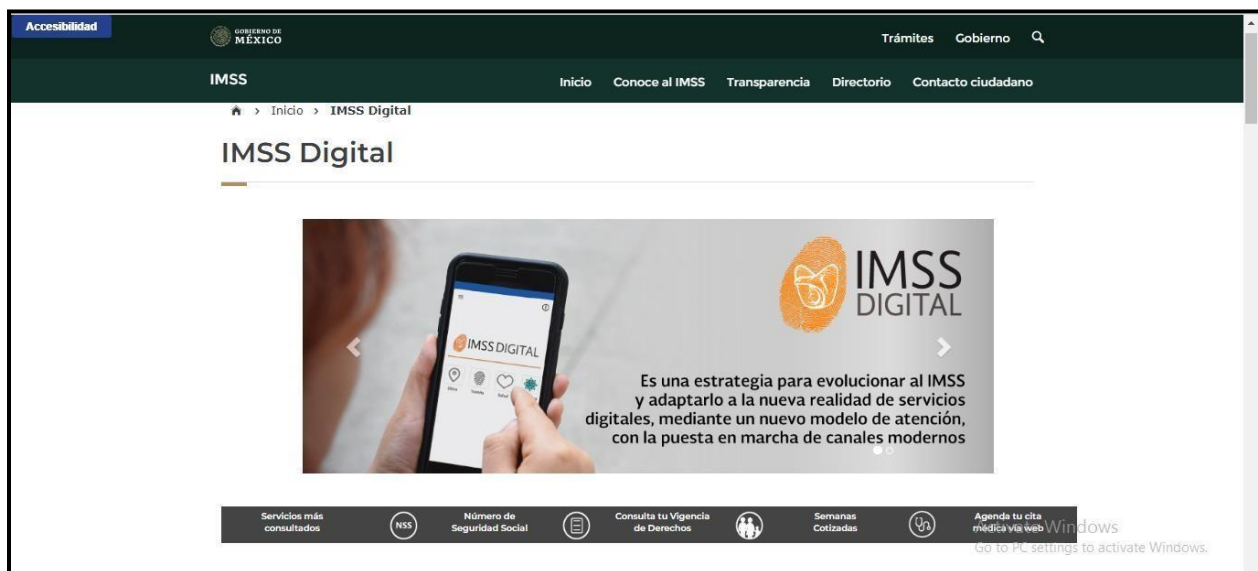 Accesibilidad
GOBIERNO DE
MÉXICO
Trámites Gobierno
IMSS
Inicio Conoce al IMSS Transparencia Directorio Contacto ciudadano
> Inicio > IMSS Digital
IMSS Digital
IMSS
DIGITAL
IMSS DIGITAL
Es una estrategia para evolucionar al IMSS
y adaptarlo a la nueva realidad de servicios
digitales, mediante un nuevo modelo de atención,
con la puesta en marcha de canales modernos
Servicios más
consultados
NSS
Número de
Seguridad Social
Consulta tu Vigencia
de Derechos
Semanas
Cotizadas
Agenda tu cita
médica vía web
Activate Windows
Go to PC settings to activate Windows.